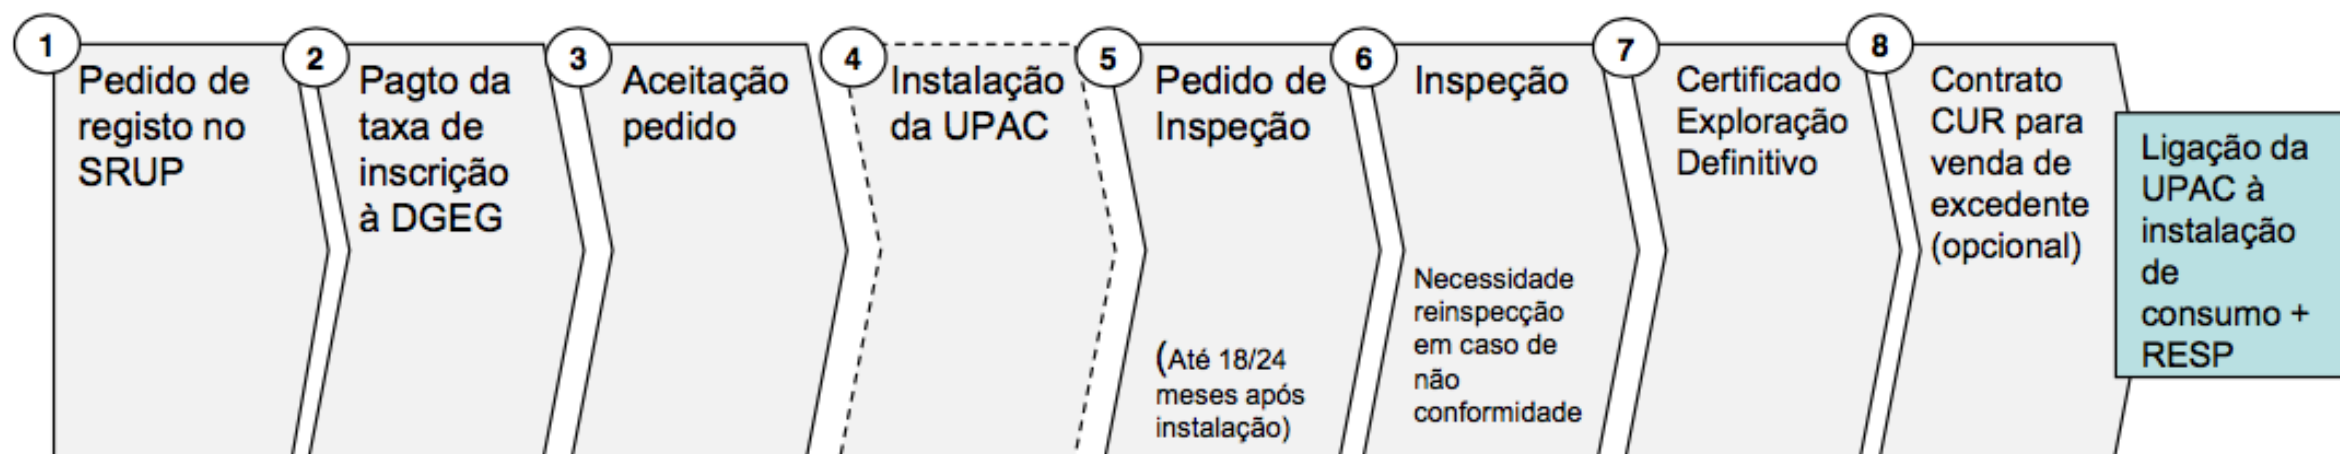 1
Pedido de
registo no
SRUP
2
Pagto da
taxa de
inscrição
à DGEG
3
Aceitação
pedido
4
Instalação
da UPAC
5
Pedido de
Inspeção
(Até 18/24
meses após
instalação)
6
Inspeção
Necessidade
reinspecção
em caso de
não
conformidade
7
Certificado
Exploração
Definitivo
8
Contrato
CUR para
venda de
excedente
(opcional)
Ligação da
UPAC à
instalação
de
consumo +
RESP